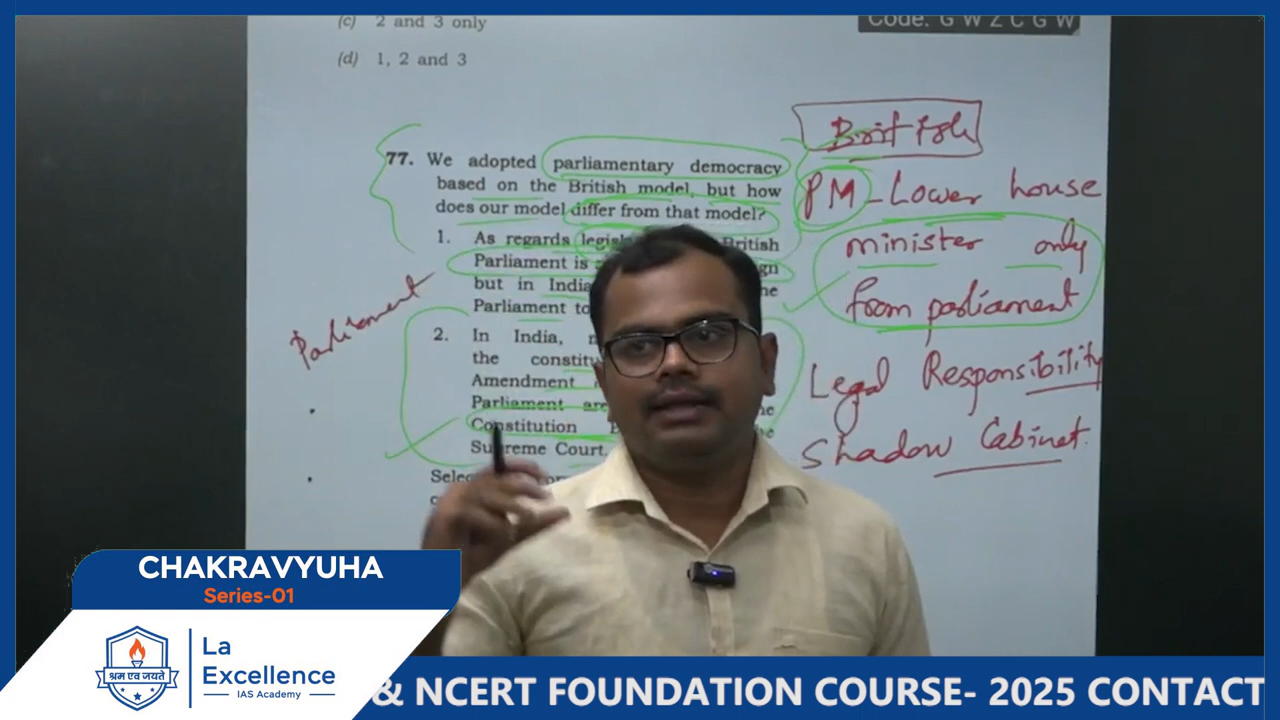 (c) 2 and 3 only
Code: G W Z C G W
(d) 1, 2 and 3
British
77. We adopted parliamentary democracy
based on the British model, but how
does our model differ from that model?
PM - Lower house
minister only
from parliament
Legal Responsibility
Shadow Cabinet.
Parliament
1. As regards British
Parliament is
but in India
Parliament to
2. In India,
the
Amendment
Parliament are
Constitution
Supreme Court.
CHAKRAVYUHA
Series-01
श्रम एव जयते
La
Excellence
IAS Academy
& NCERT FOUNDATION COURSE- 2025 CONTACT